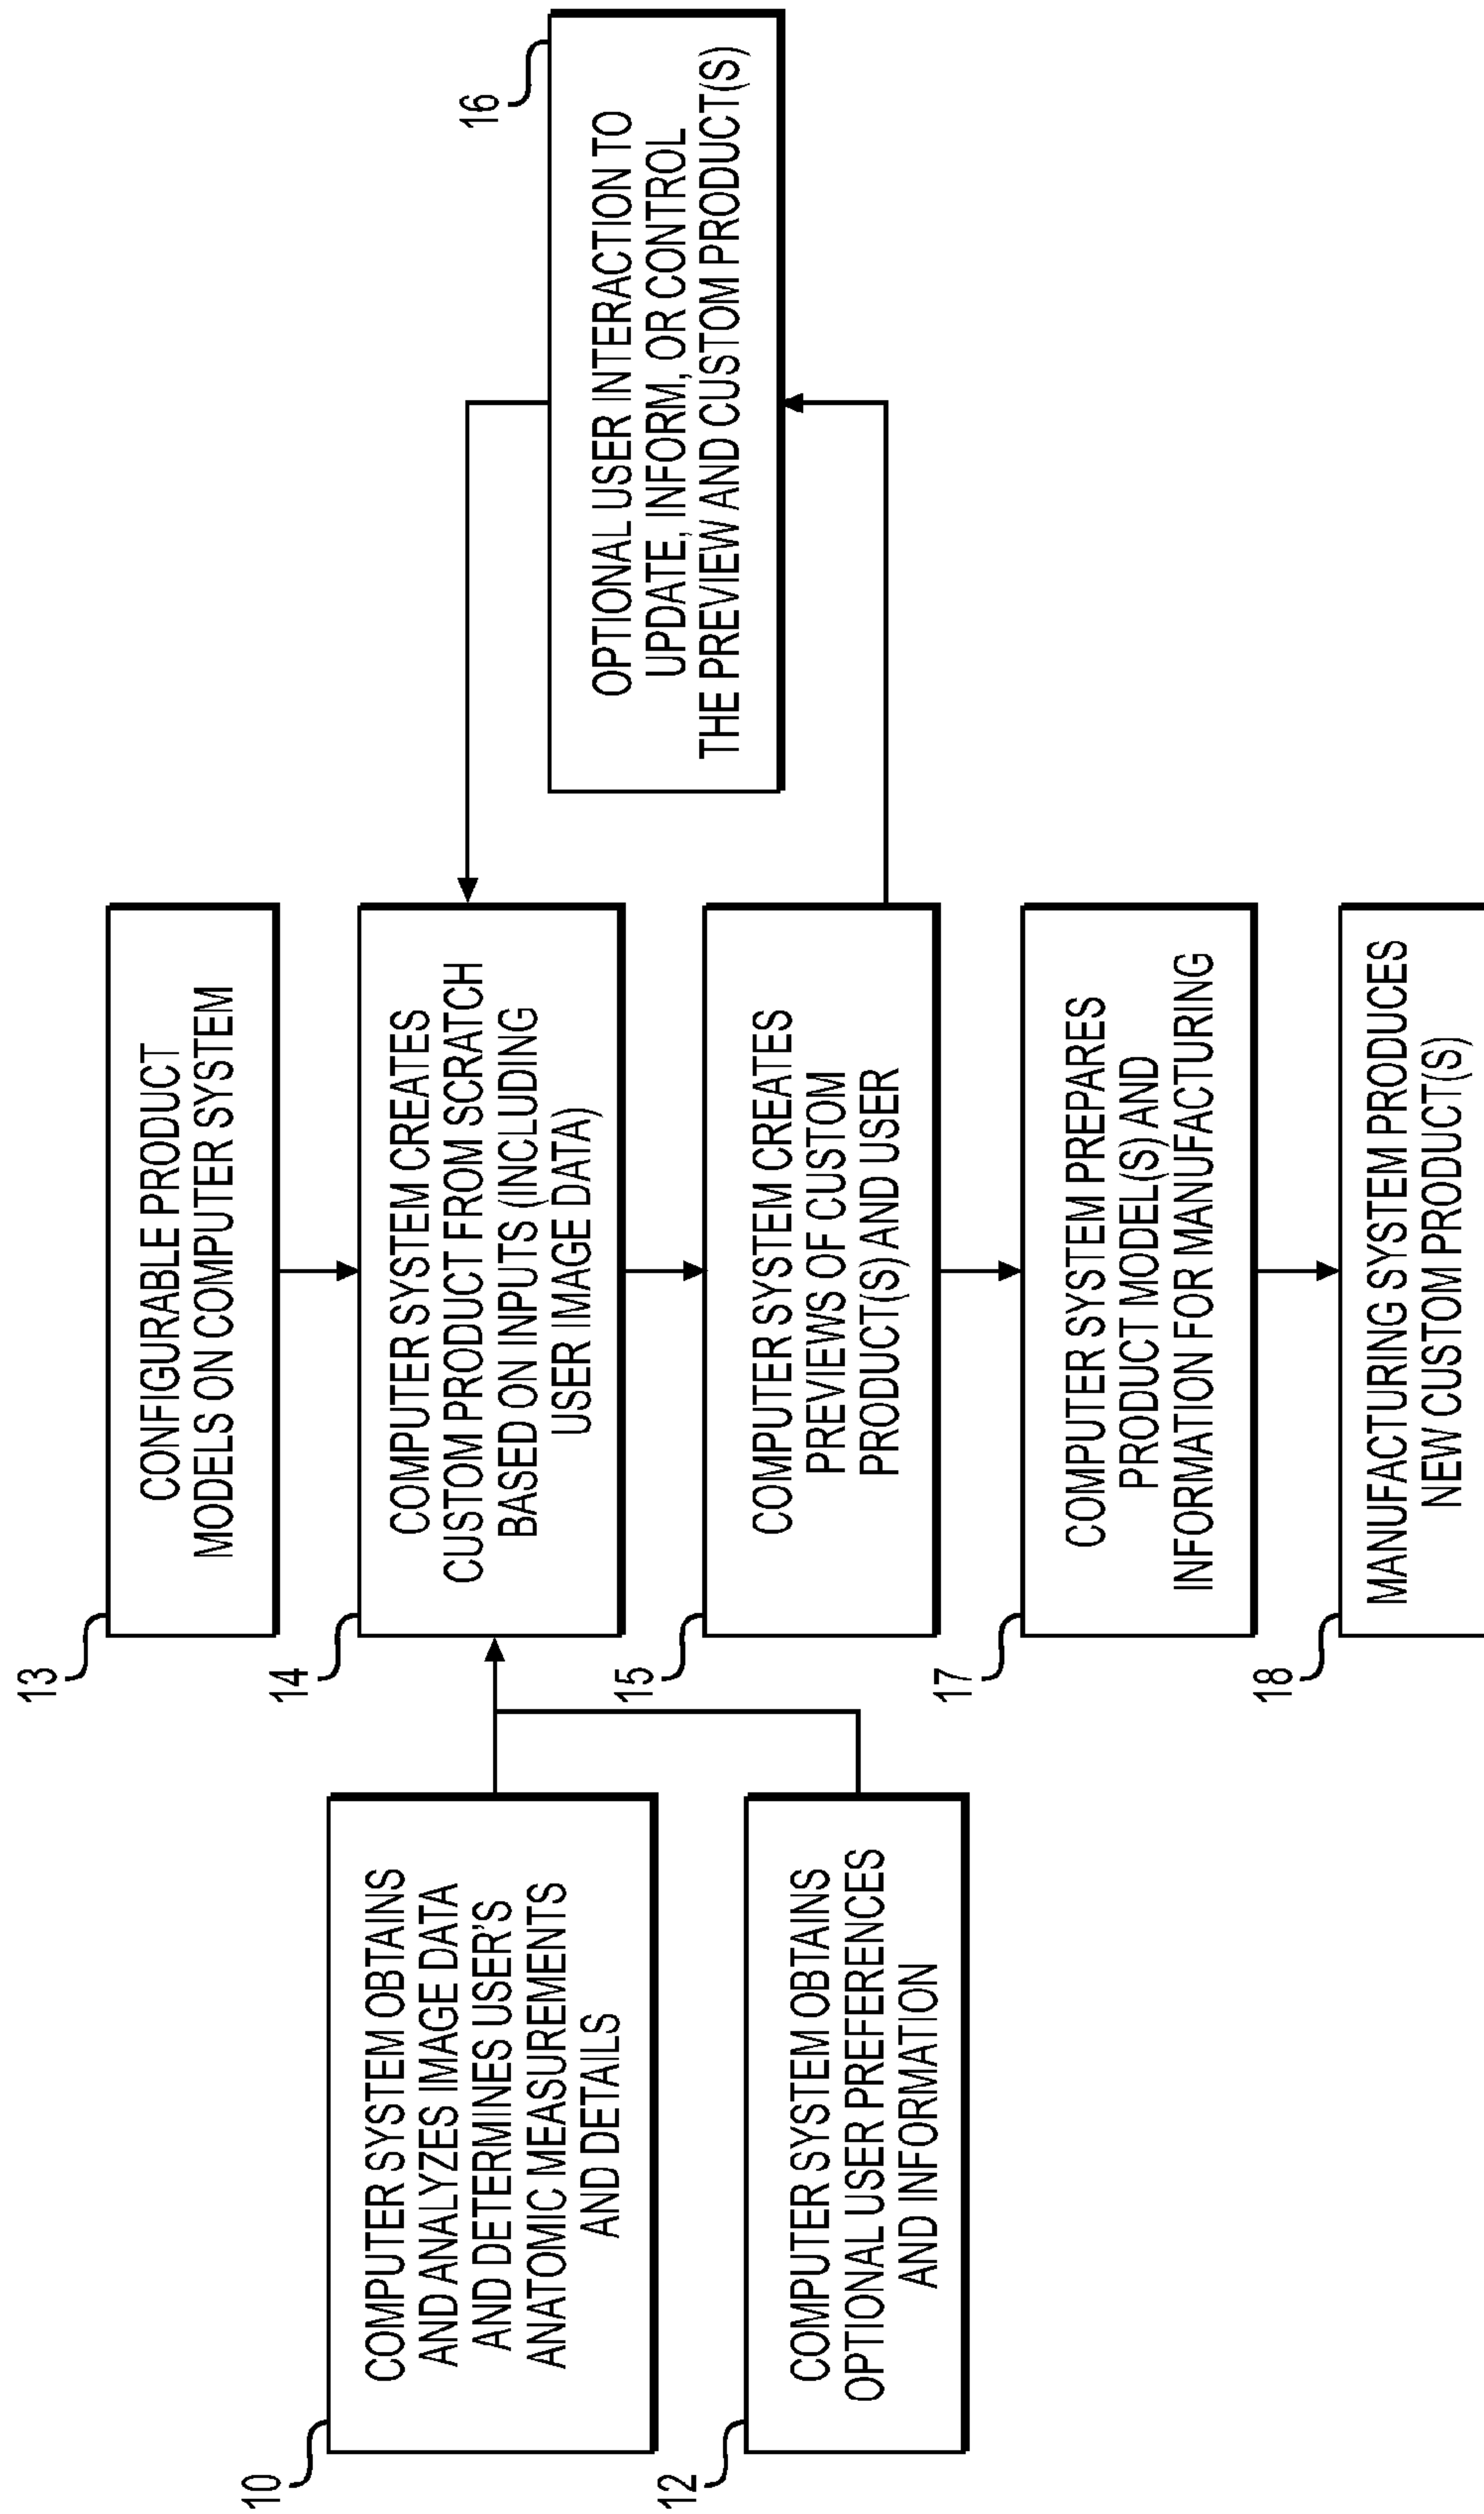 13
CONFIGURABLE PRODUCT
MODELS ON COMPUTER SYSTEM
10
COMPUTER SYSTEM OBTAINS
AND ANALYZES IMAGE DATA
AND DETERMINES USER'S
ANATOMIC MEASUREMENTS
AND DETAILS
14
COMPUTER SYSTEM CREATES
CUSTOM PRODUCT FROM SCRATCH
BASED ON INPUTS (INCLUDING
USER IMAGE DATA)
16
OPTIONAL USER INTERACTION TO
UPDATE, INFORM, OR CONTROL
THE PREVIEW AND CUSTOM PRODUCT(S)
12
COMPUTER SYSTEM OBTAINS
OPTIONAL USER PREFERENCES
AND INFORMATION
15
COMPUTER SYSTEM CREATES
PREVIEWS OF CUSTOM
PRODUCT(S) AND USER
17
COMPUTER SYSTEM PREPARES
PRODUCT MODEL(S) AND
INFORMATION FOR MANUFACTURING
18
MANUFACTURING SYSTEM PRODUCES
NEW CUSTOM PRODUCT(S)